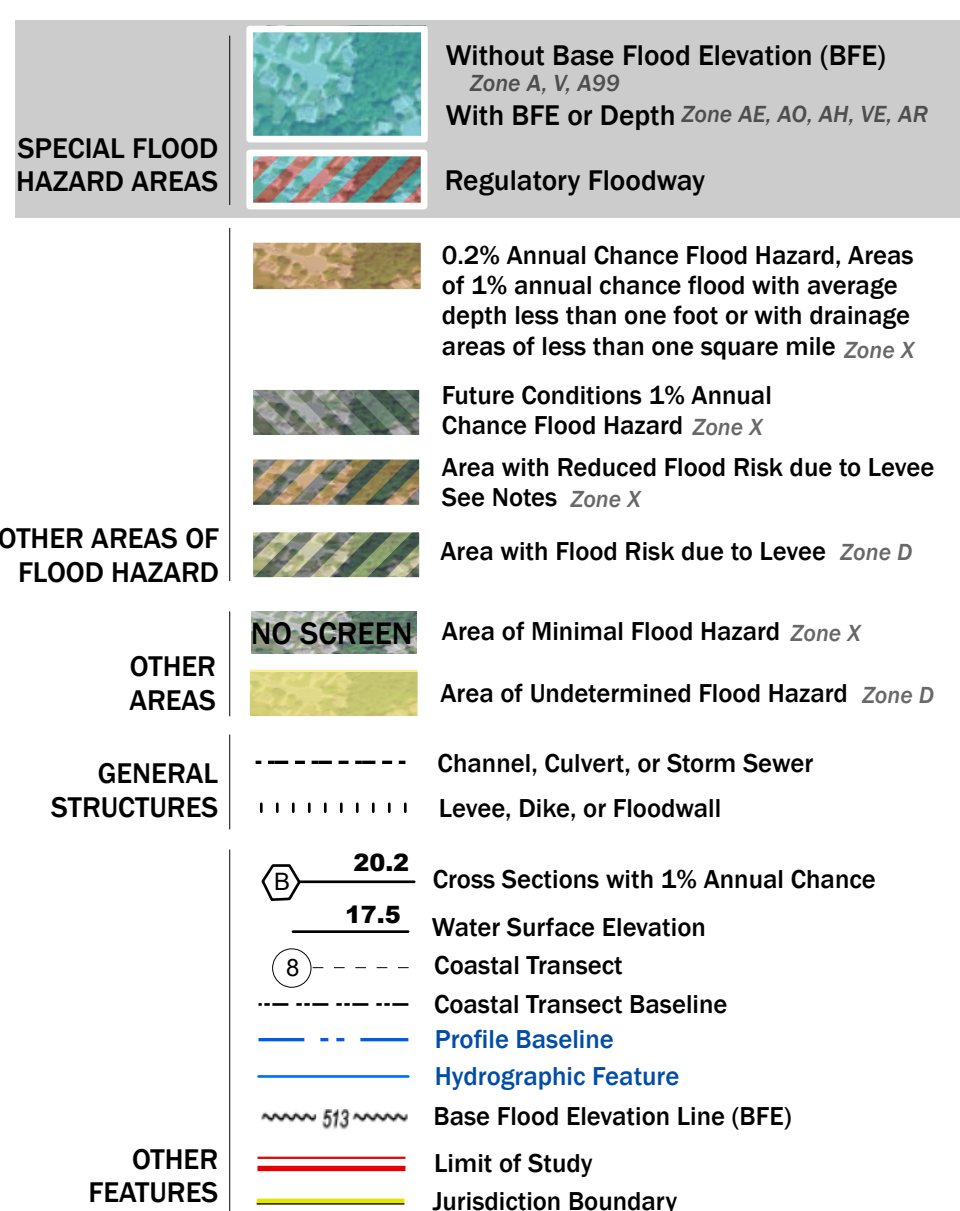 SPECIAL FLOOD
HAZARD AREAS
Without Base Flood Elevation (BFE)
Zone A, V, A99
With BFE or Depth Zone AE, AO, AH, VE, AR
Regulatory Floodway
OTHER AREAS OF
FLOOD HAZARD
0.2% Annual Chance Flood Hazard, Areas
of 1% annual chance flood with average
depth less than one foot or with drainage
areas of less than one square mile Zone X
Future Conditions 1% Annual
Chance Flood Hazard Zone X
Area with Reduced Flood Risk due to Levee
See Notes Zone X
Area with Flood Risk due to Levee Zone D
OTHER
AREAS
NO SCREEN Area of Minimal Flood Hazard Zone X
Area of Undetermined Flood Hazard Zone D
GENERAL
STRUCTURES
Channel, Culvert, or Storm Sewer
Levee, Dike, or Floodwall
OTHER
FEATURES
B 20.2 Cross Sections with 1% Annual Chance
17.5 Water Surface Elevation
8 Coastal Transect
Coastal Transect Baseline
Profile Baseline
Hydrographic Feature
513 Base Flood Elevation Line (BFE)
Limit of Study
Jurisdiction Boundary